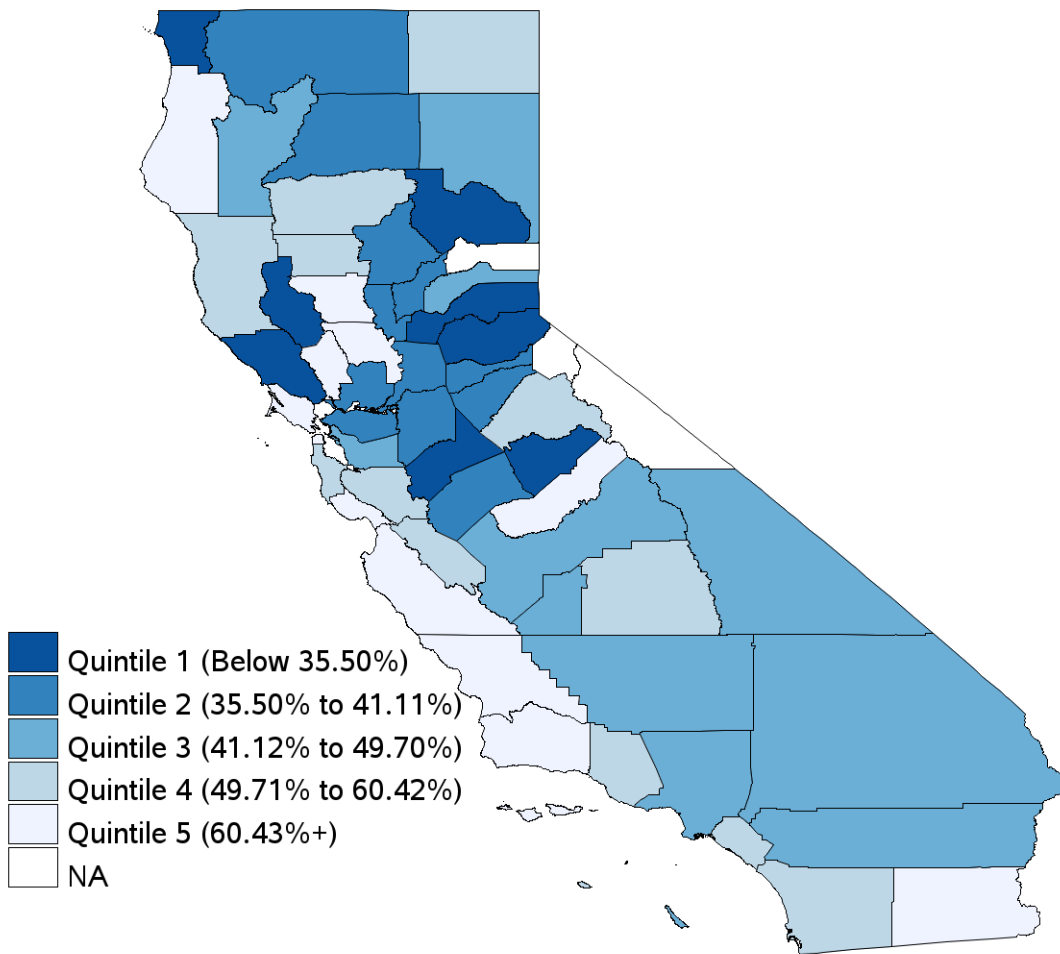 Quintile 1 (Below 35.50%)
Quintile 2 (35.50% to 41.11%)
Quintile 3 (41.12% to 49.70%)
Quintile 4 (49.71% to 60.42%)
Quintile 5 (60.43%+)
NA